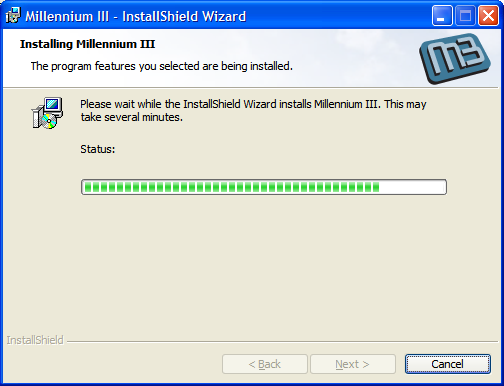 Millennium III - InstallShield Wizard
Installing Millennium III
The program features you selected are being installed.
M3
Please wait while the InstallShield Wizard installs Millennium III. This may
take several minutes.
Status:
InstallShield
< Back
Next >
Cancel